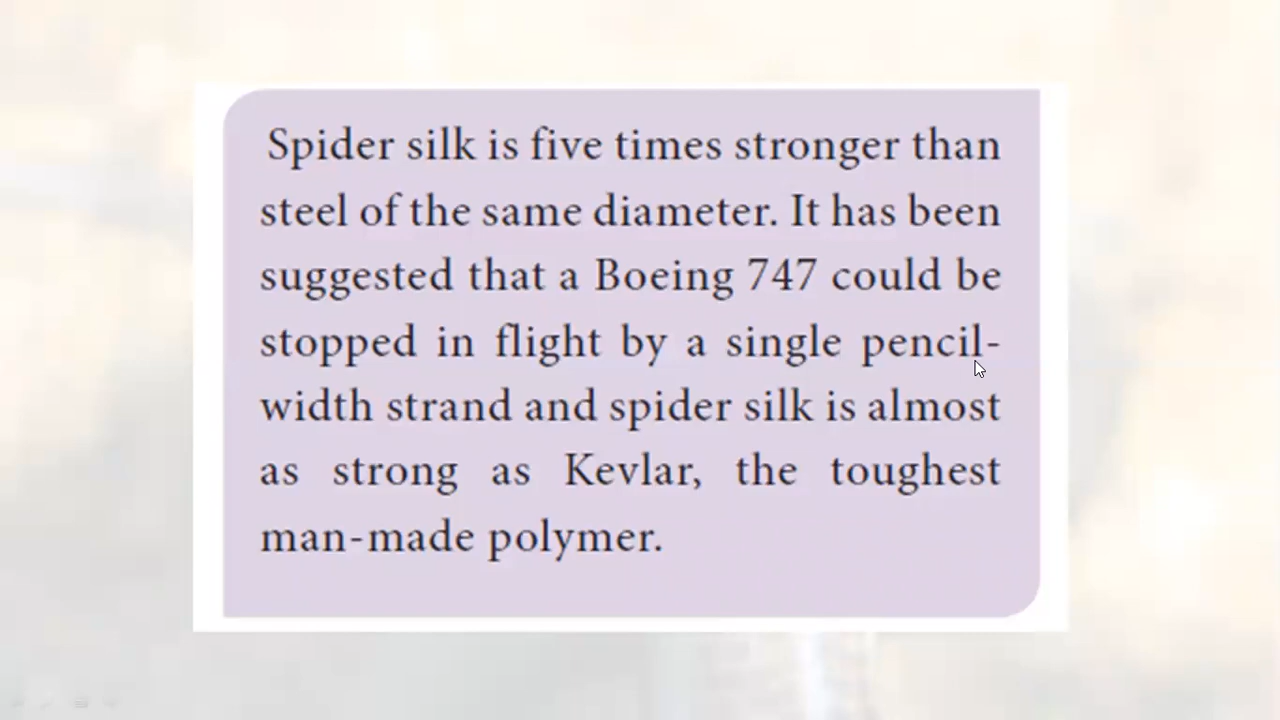 Spider silk is five times stronger than
steel of the same diameter. It has been
suggested that a Boeing 747 could be
stopped in flight by a single pencil-
width strand and spider silk is almost
as strong as Kevlar, the toughest
man-made polymer.